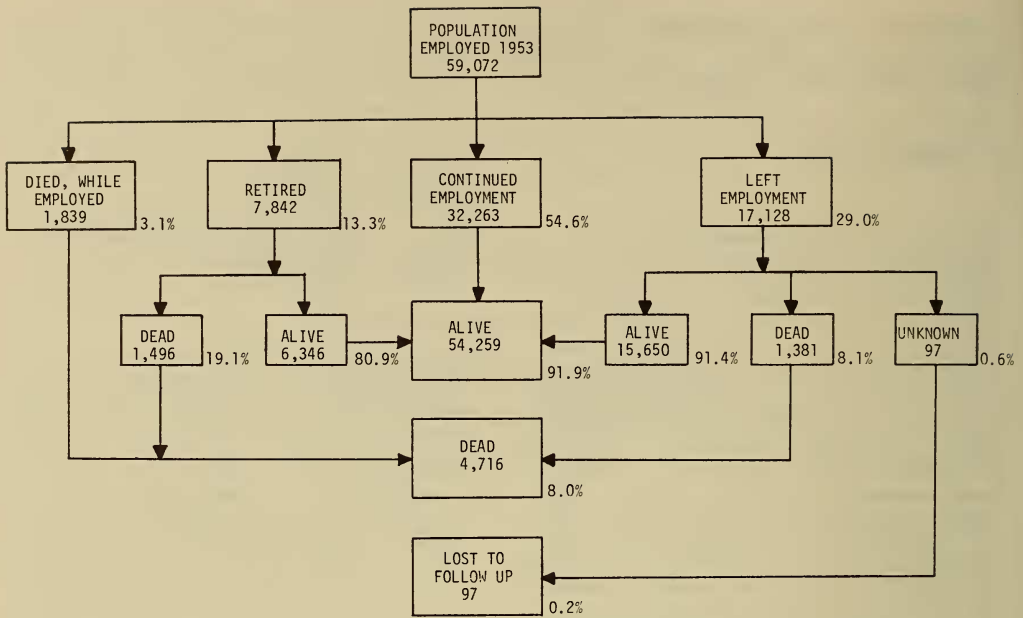 POPULATION
EMPLOYED 1953
59,072
DIED, WHILE
EMPLOYED
1,839
3.1%
RETIRED
7,842
13.3%
CONTINUED
EMPLOYMENT
32,263
54.6%
LEFT
EMPLOYMENT
17,128
29.0%
DEAD
1,496
19.1%
ALIVE
6,346
80.9%
ALIVE
54,259
91.9%
ALIVE
15,650
91.4%
DEAD
1,381
8.1%
UNKNOWN
97
0.6%
DEAD
4,716
8.0%
LOST TO
FOLLOW UP
97
0.2%